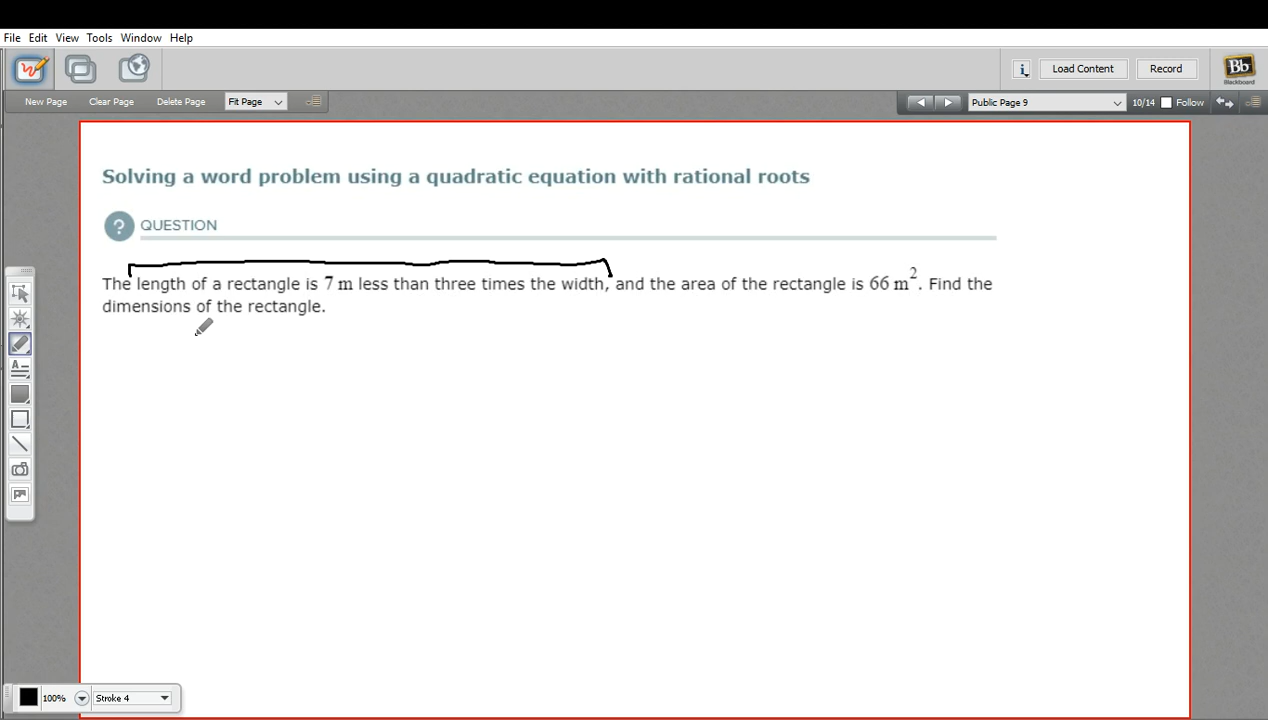 File Edit View Tools Window Help
Load Content Record Bb
Blackboard
New Page Clear Page Delete Page Fit Page Public Page 9 10/14 Follow
Solving a word problem using a quadratic equation with rational roots
? QUESTION
The length of a rectangle is 7 m less than three times the width, and the area of the rectangle is 66 m². Find the
dimensions of the rectangle.
100% Stroke 4